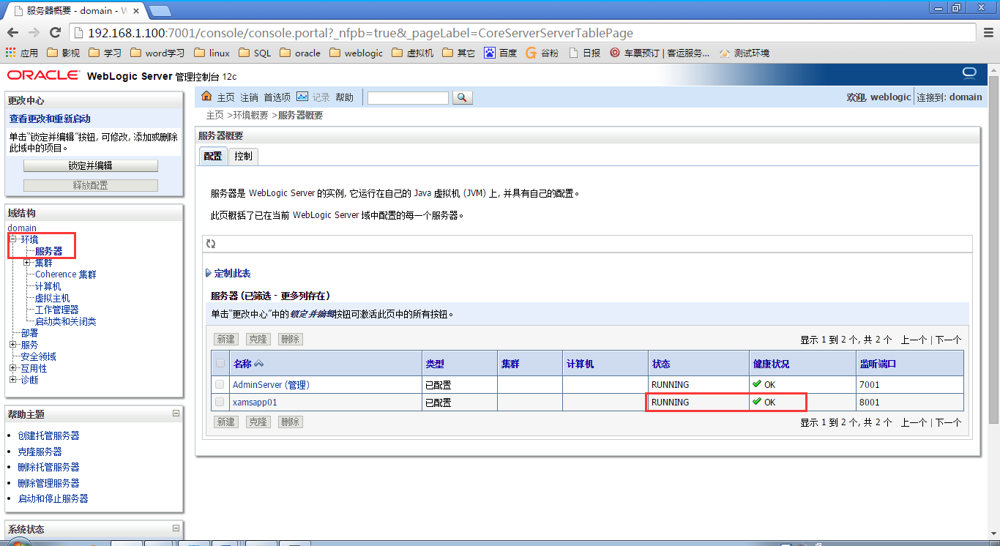 服务器概要 - domain - W
192.168.1.100:7001/console/console.portal?_nfpb=true&_pageLabel=CoreServerServerTablePage
应用 影视 学习 word学习 linux SQL oracle weblogic 虚拟机 其它 百度 谷粉 日报 车票预订 | 客运服务... 测试环境
ORACLE WebLogic Server 管理控制台 12c
更改中心
查看更改和重新启动
单击“锁定并编辑”按钮, 可修改, 添加或删除
此域中的项目。
锁定并编辑
释放配置
域结构
domain
环境
服务器
集群
Coherence 集群
计算机
虚拟主机
工作管理器
启动类和关闭类
部署
服务
安全领域
互用性
诊断
帮助主题
创建托管服务器
克隆服务器
删除托管服务器
删除管理服务器
启动和停止服务器
系统状态
主页 注销 首选项 记录 帮助
欢迎, weblogic 连接到: domain
主页 >环境概要 >服务器概要
服务器概要
配置 控制
服务器是 WebLogic Server 的实例, 它运行在自己的 Java 虚拟机 (JVM) 上, 并具有自己的配置。
此页概括了已在当前 WebLogic Server 域中配置的每一个服务器。
定制此表
服务器 (已筛选 - 更多列存在)
单击“更改中心”中的锁定并编辑按钮可激活此页中的所有按钮。
新建 克隆 删除 显示 1 到 2 个, 共 2 个 上一个 | 下一个
名称 类型 集群 计算机 状态 健康状况 监听端口
AdminServer (管理) 已配置 RUNNING OK 7001
xamsapp01 已配置 RUNNING OK 8001
新建 克隆 删除 显示 1 到 2 个, 共 2 个 上一个 | 下一个